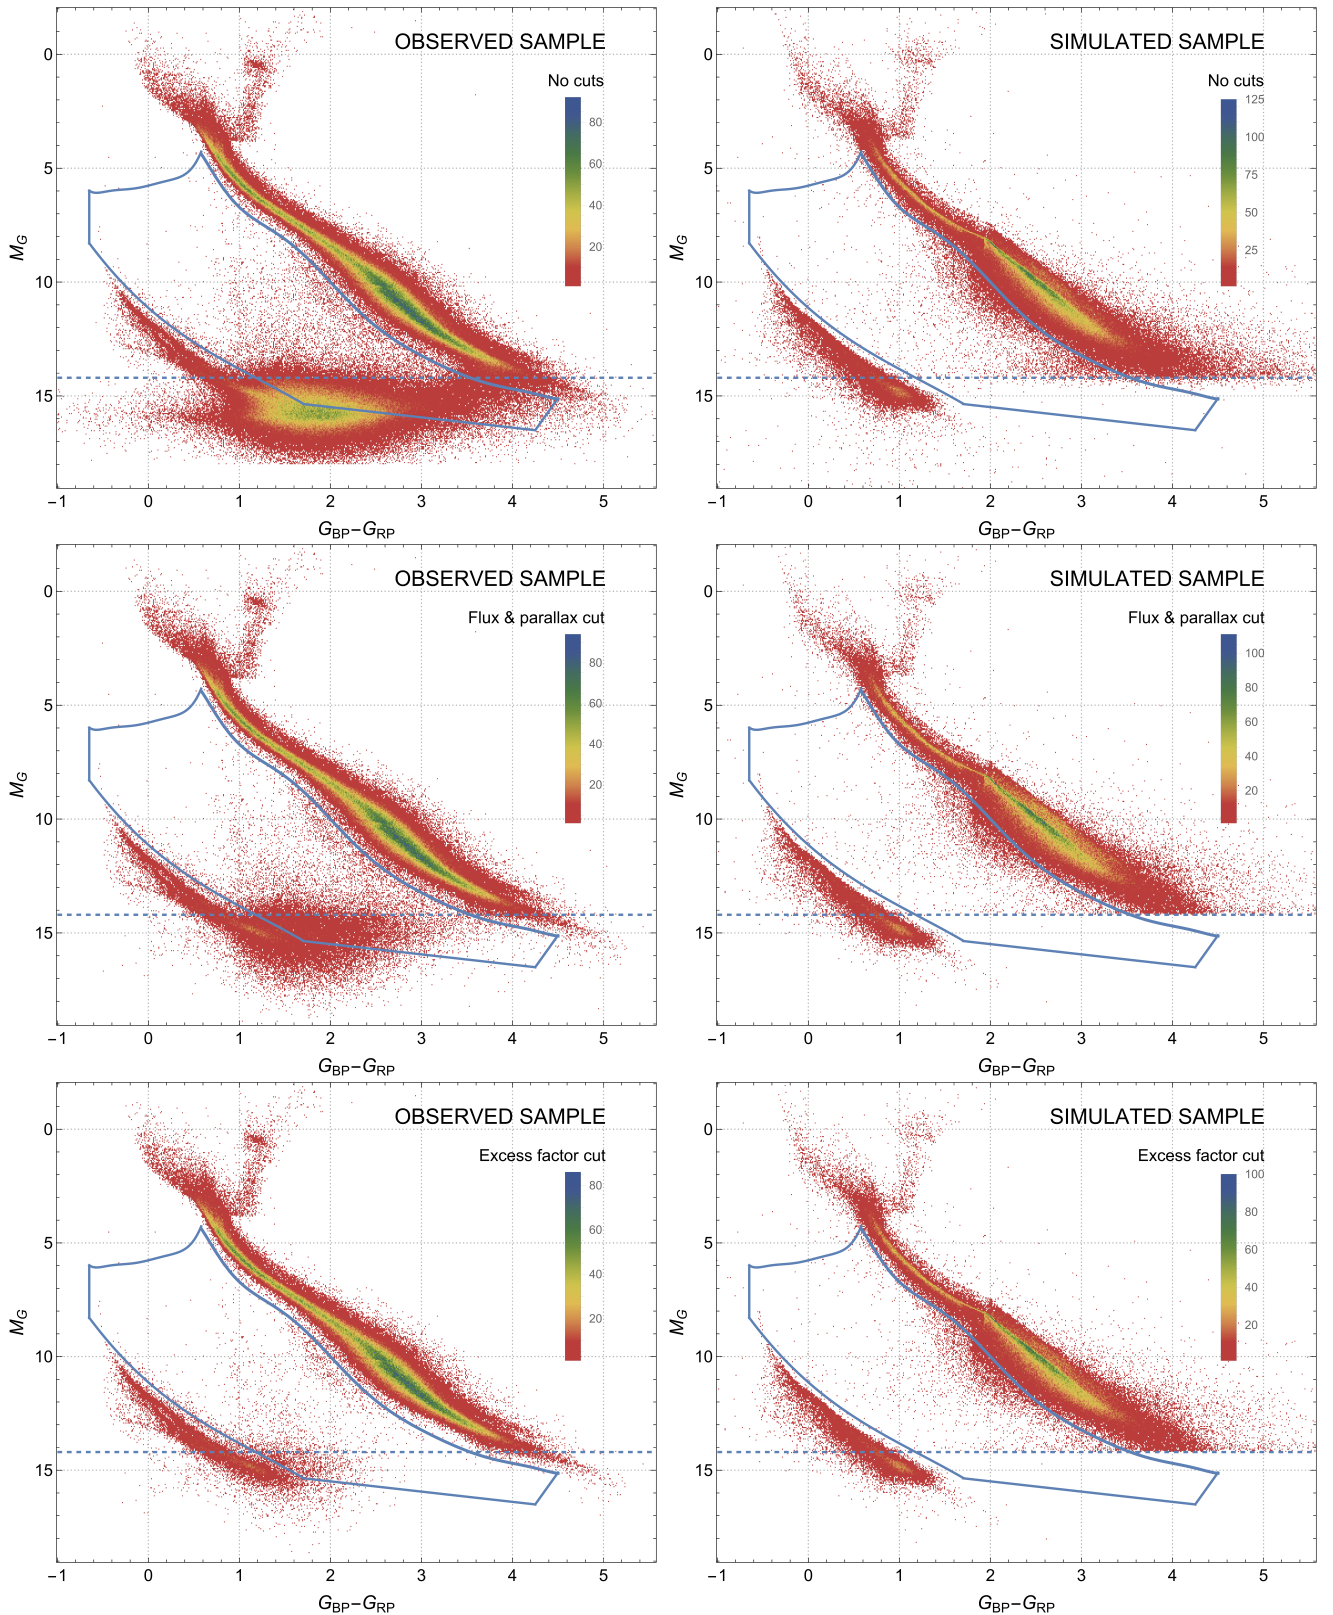 OBSERVED SAMPLE
No cuts
80
60
40
20
0
5
10
15
M_G
−1 0 1 2 3 4 5
G_BP−G_RP
SIMULATED SAMPLE
No cuts
125
100
75
50
25
0
5
10
15
M_G
−1 0 1 2 3 4 5
G_BP−G_RP
OBSERVED SAMPLE
Flux & parallax cut
80
60
40
20
0
5
10
15
M_G
−1 0 1 2 3 4 5
G_BP−G_RP
SIMULATED SAMPLE
Flux & parallax cut
100
80
60
40
20
0
5
10
15
M_G
−1 0 1 2 3 4 5
G_BP−G_RP
OBSERVED SAMPLE
Excess factor cut
80
60
40
20
0
5
10
15
M_G
−1 0 1 2 3 4 5
G_BP−G_RP
SIMULATED SAMPLE
Excess factor cut
100
80
60
40
20
0
5
10
15
M_G
−1 0 1 2 3 4 5
G_BP−G_RP